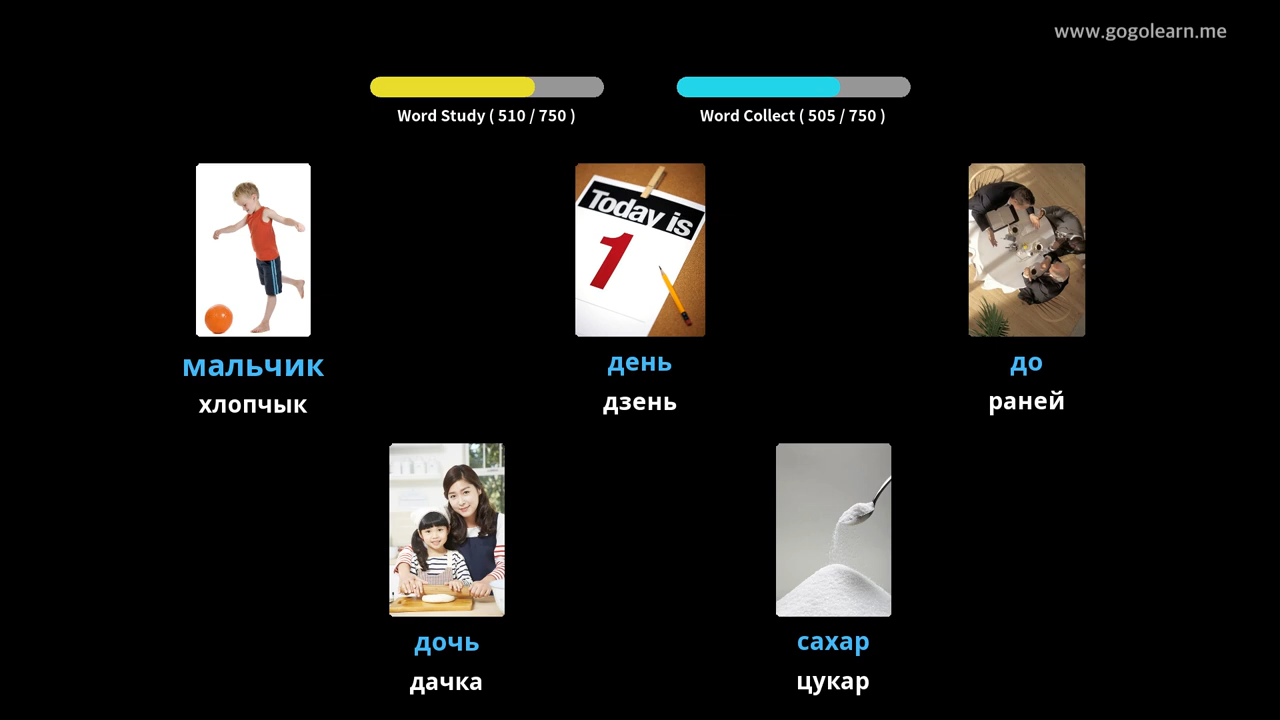 www.gogolearn.me
Word Study ( 510 / 750 )
Word Collect ( 505 / 750 )
Today is
1
мальчик
хлопчык
день
дзень
до
раней
дочь
дачка
сахар
цукар